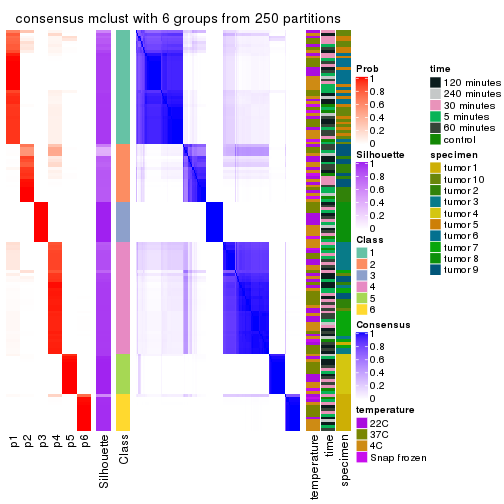 consensus mclust with 6 groups from 250 partitions
Prob
1
0.8
0.6
0.4
0.2
0
Silhouette
1
0.8
0.6
0.4
0.2
0
Class
1
2
3
4
5
6
Consensus
1
0.8
0.6
0.4
0.2
0
temperature
22C
37C
4C
Snap frozen
time
120 minutes
240 minutes
30 minutes
5 minutes
60 minutes
control
specimen
tumor 1
tumor 10
tumor 2
tumor 3
tumor 4
tumor 5
tumor 6
tumor 7
tumor 8
tumor 9
p1
p2
p3
p4
p5
p6
Silhouette
Class
temperature
time
specimen